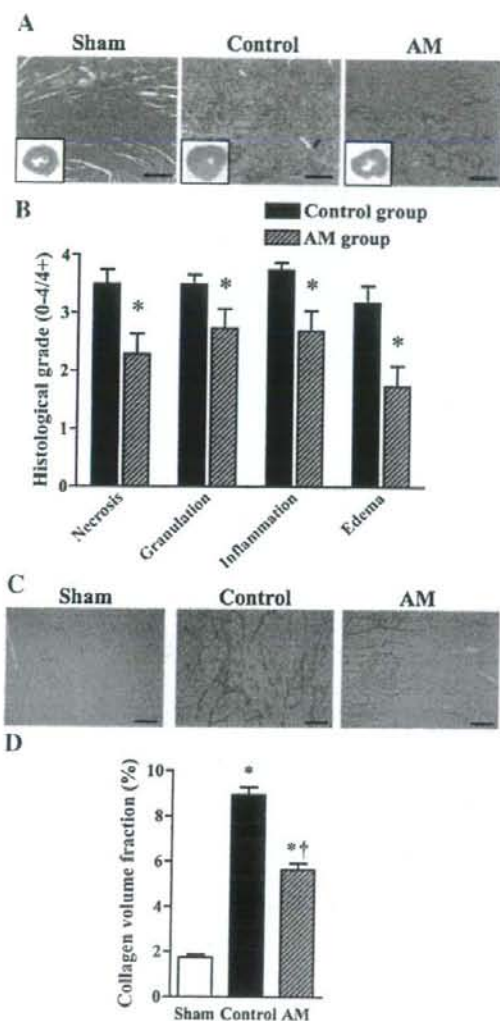 A
Sham Control AM
B
Control group
AM group
Histological grade (0-4/4+)
4
3
2
1
0
* * * *
Necrosis Granulation Inflammation Edema
C
Sham Control AM
D
Collagen volume fraction (%)
10
8
6
4
2
0
*
*†
Sham Control AM